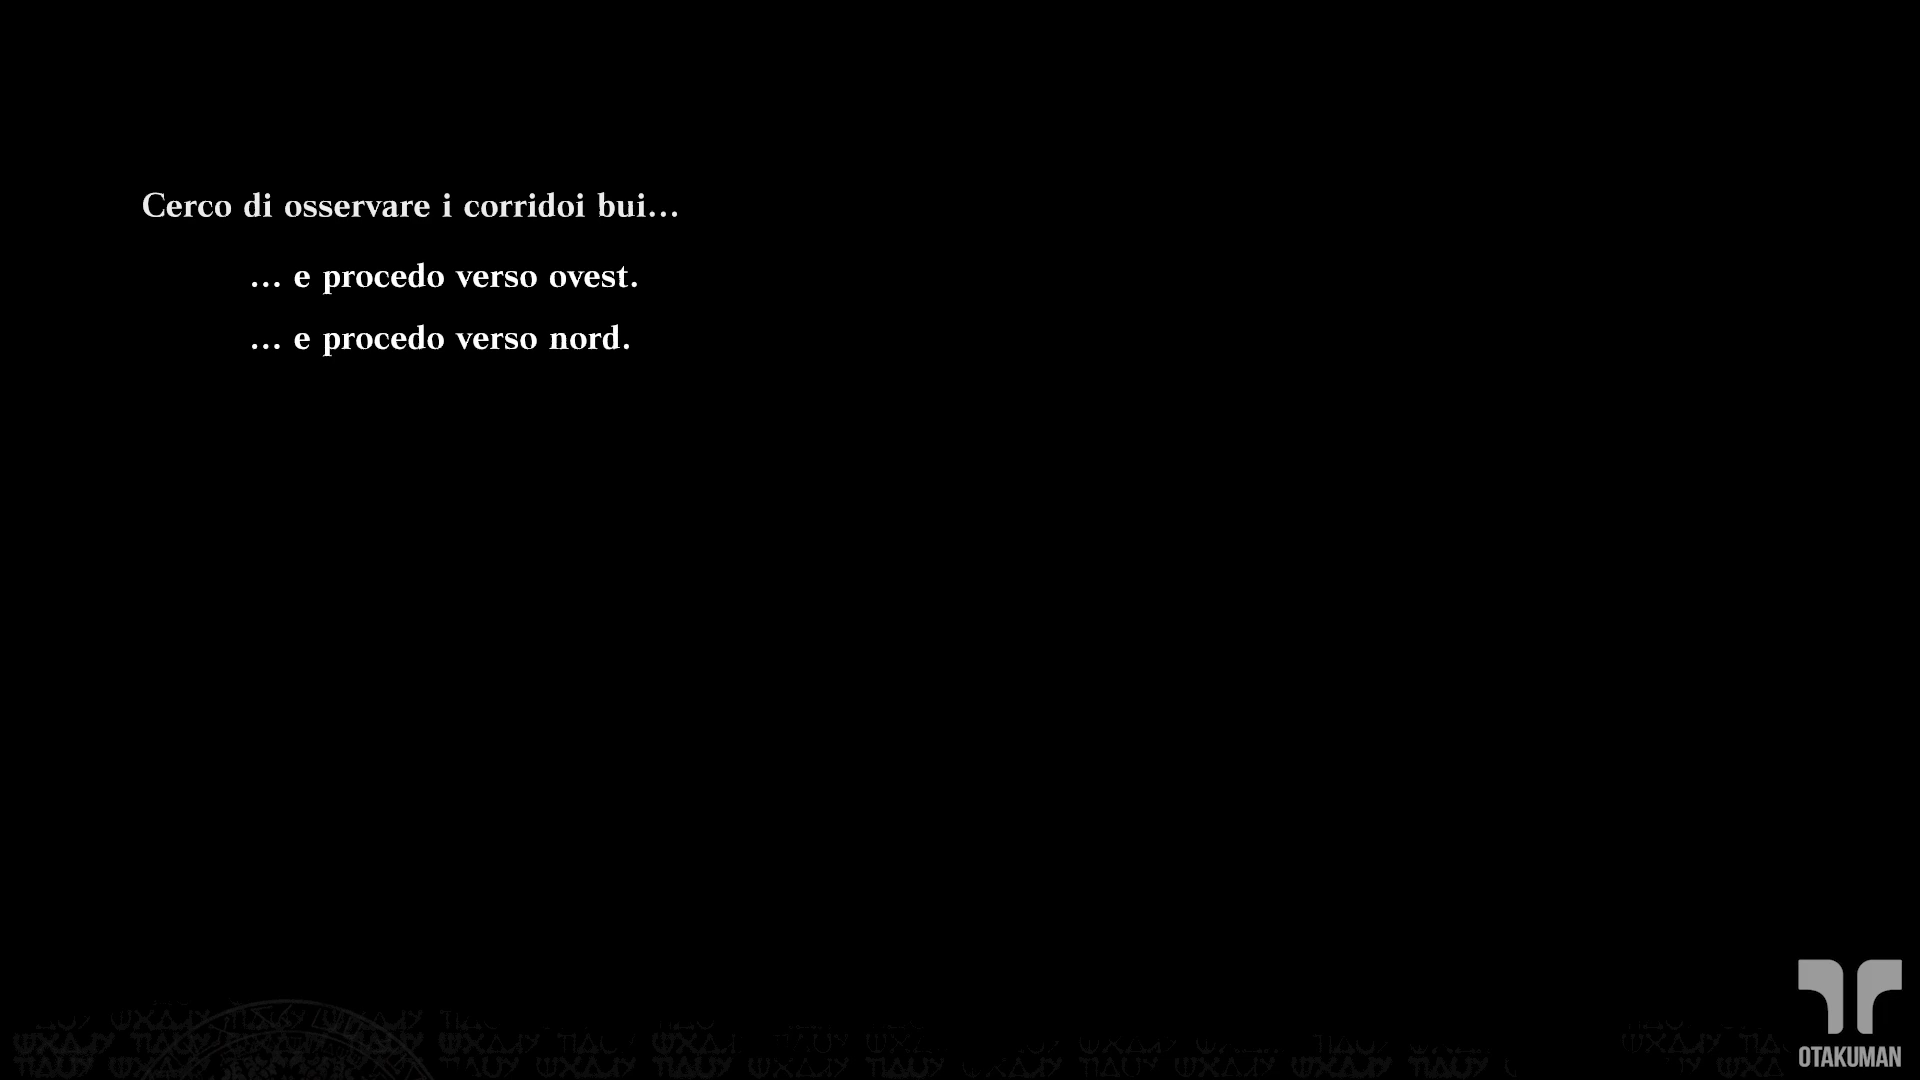 Cerco di osservare i corridoi bui...
... e procedo verso ovest.
... e procedo verso nord.
OTAKUMAN